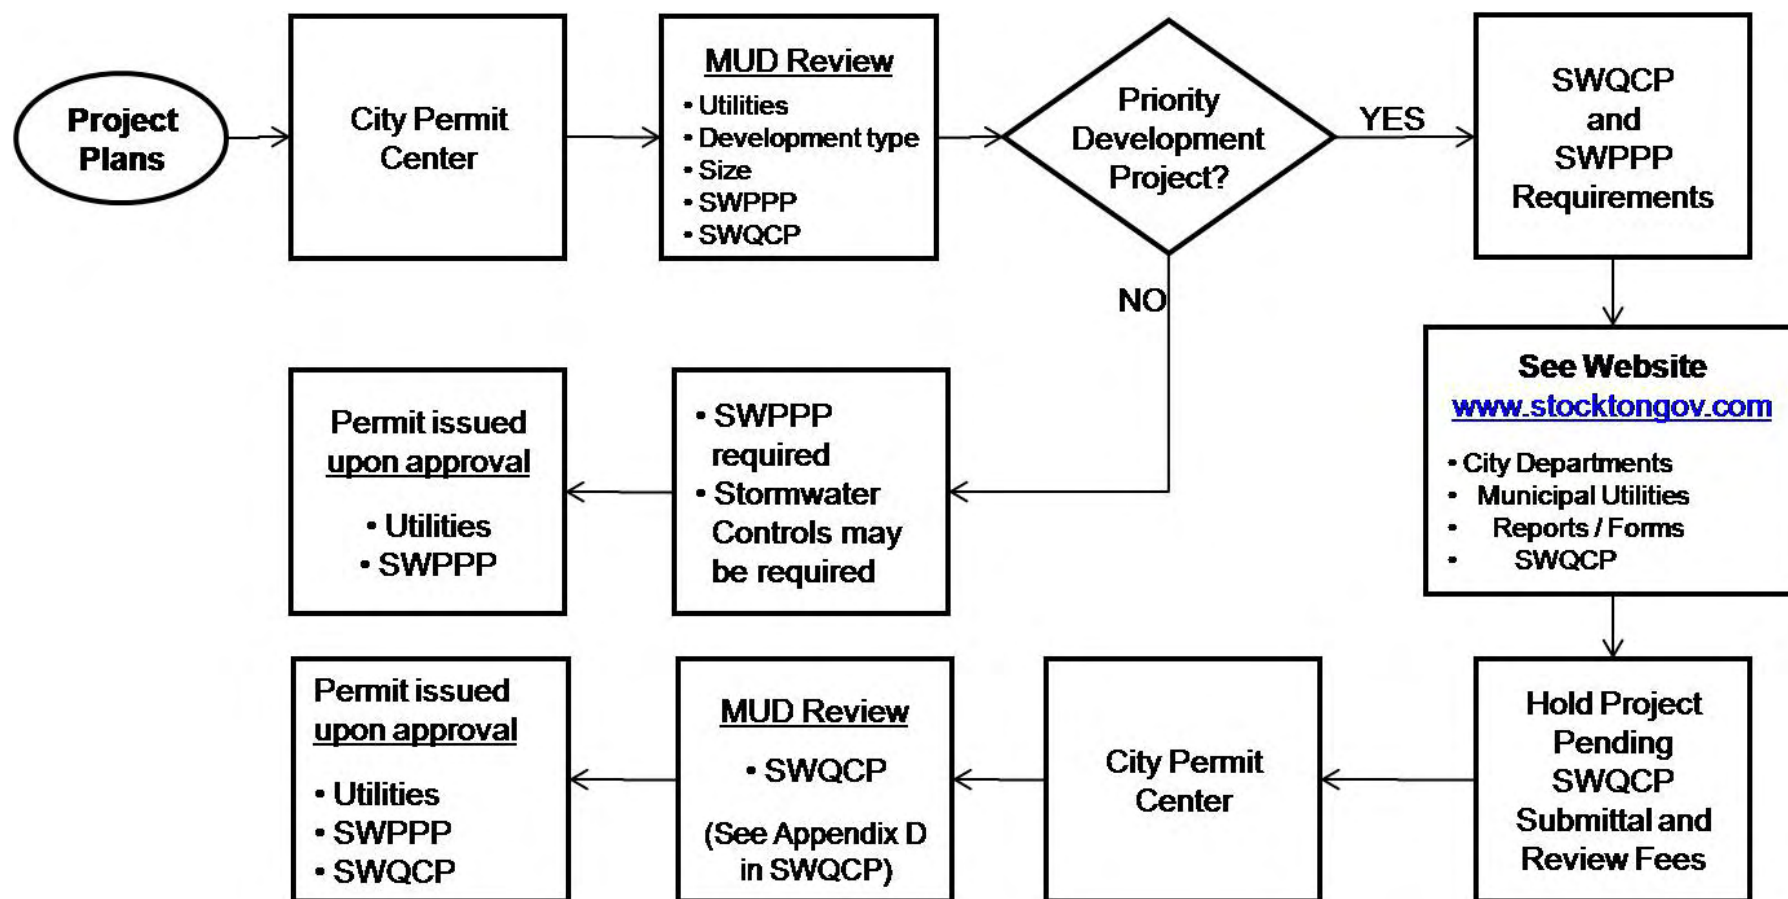 Project
Plans
City Permit
Center
MUD Review
• Utilities
• Development type
• Size
• SWPPP
• SWQCP
Priority
Development
Project?
YES
NO
SWQCP
and
SWPPP
Requirements
See Website
www.stocktongov.com
• City Departments
• Municipal Utilities
• Reports / Forms
• SWQCP
Permit issued
upon approval
• Utilities
• SWPPP
• SWPPP
required
• Stormwater
Controls may
be required
Permit issued
upon approval
• Utilities
• SWPPP
• SWQCP
MUD Review
• SWQCP
(See Appendix D
in SWQCP)
City Permit
Center
Hold Project
Pending
SWQCP
Submittal and
Review Fees